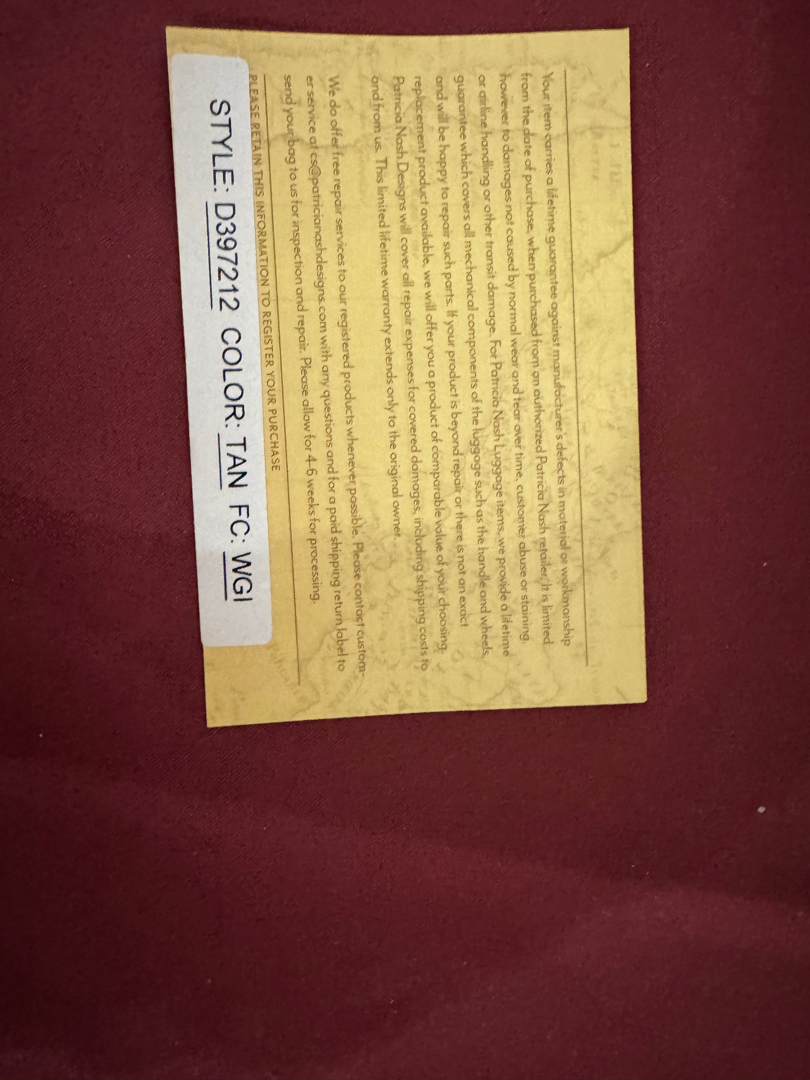 Your item carries a lifetime guarantee against manufacturer's defects in material or workmanship
from the date of purchase, when purchased from an authorized Patricia Nash retailer. It is limited
however to damages not caused by normal wear and tear over time, customer abuse or staining,
or airline handling or other transit damage. For Patricia Nash Luggage items, we provide a lifetime
guarantee which covers all mechanical components of the luggage such as the handle and wheels,
and will be happy to repair such parts. If your product is beyond repair or there is not an exact
replacement product available, we will offer you a product of comparable value of your choosing.
Patricia Nash Designs will cover all repair expenses for covered damages, including shipping costs to
and from us. This limited lifetime warranty extends only to the original owner.
We do offer free repair services to our registered products whenever possible. Please contact custom-
er service at cs@patricianashdesigns.com with any questions and for a paid shipping return label to
send your bag to us for inspection and repair. Please allow for 4-6 weeks for processing.
PLEASE RETAIN THIS INFORMATION TO REGISTER YOUR PURCHASE
STYLE: D397212 COLOR: TAN FC: WGI